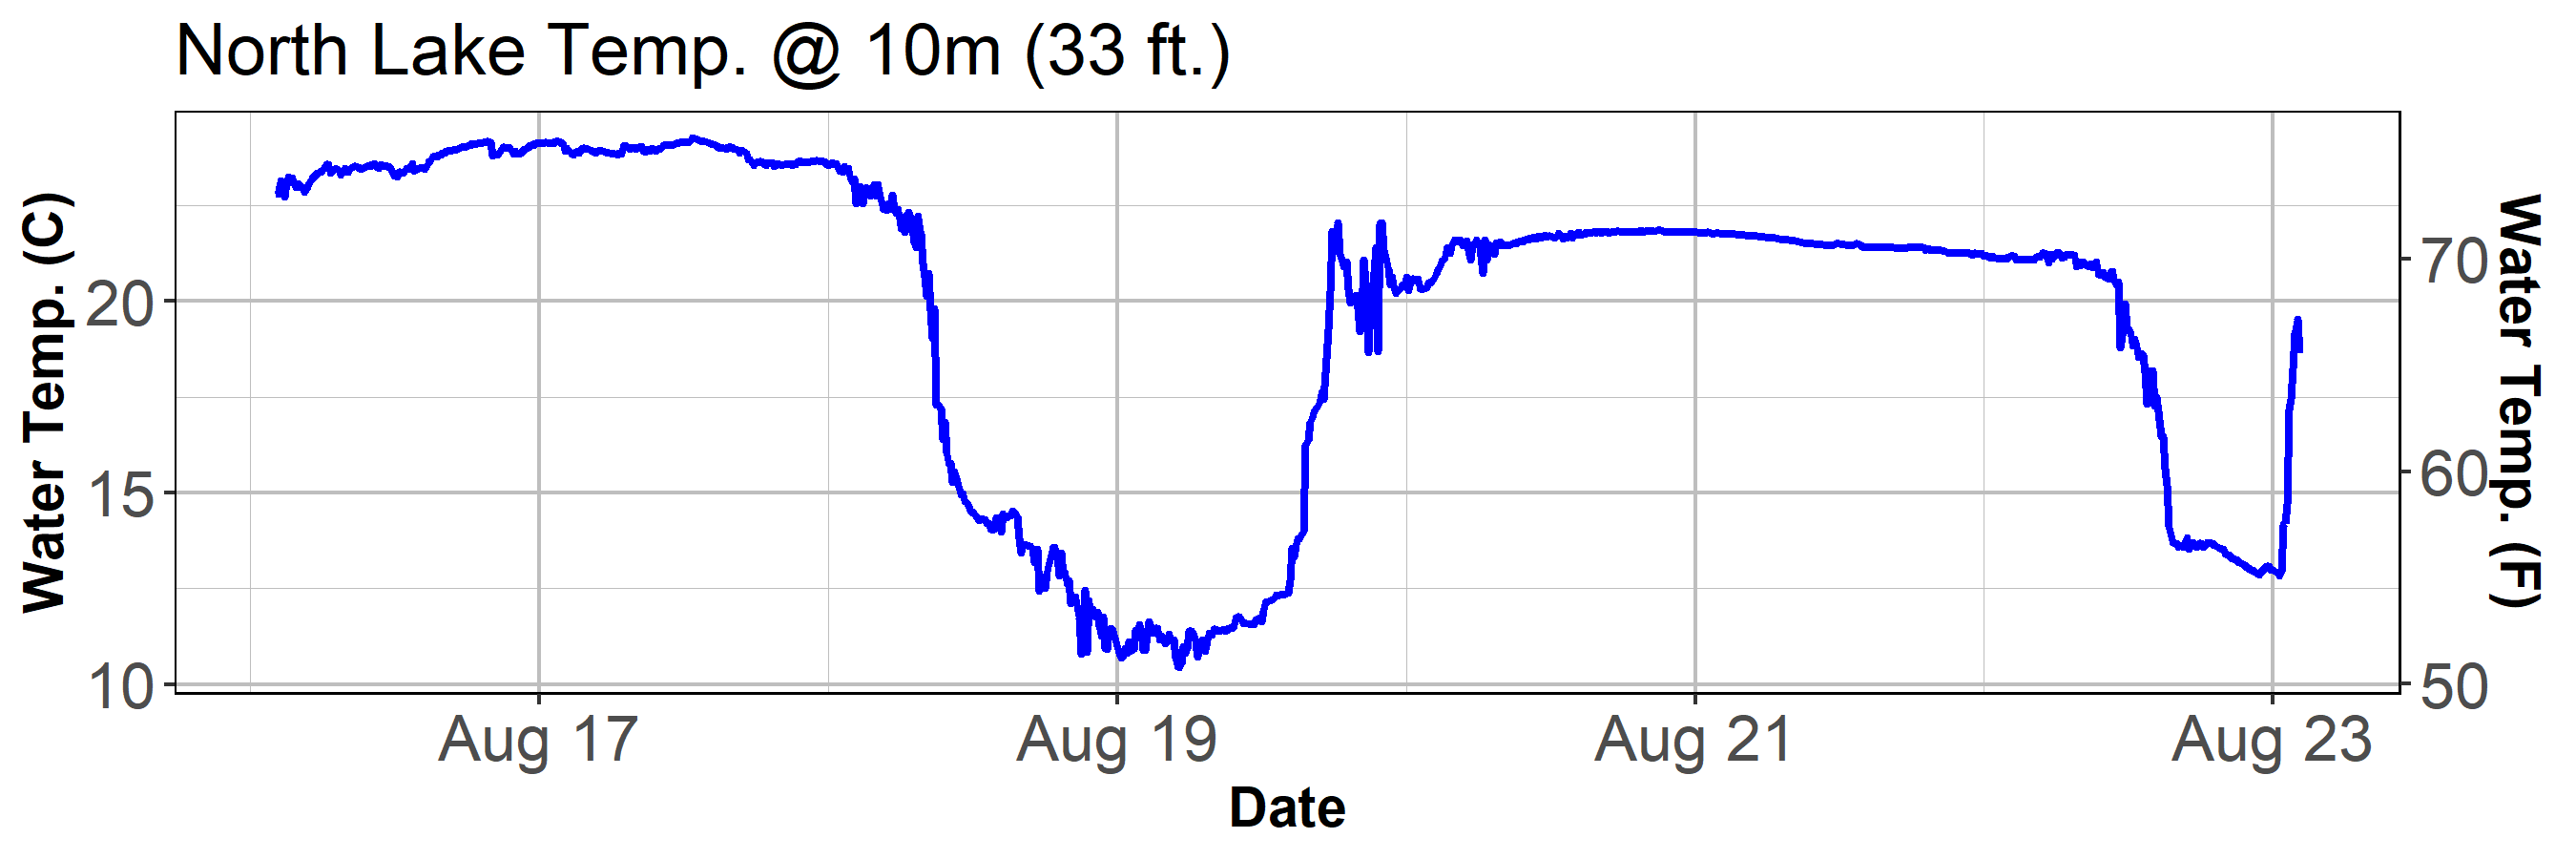 North Lake Temp. @ 10m (33 ft.)
Water Temp. (C)
20
15
10
70
60
50
Water Temp. (F)
Aug 17
Aug 19
Aug 21
Aug 23
Date